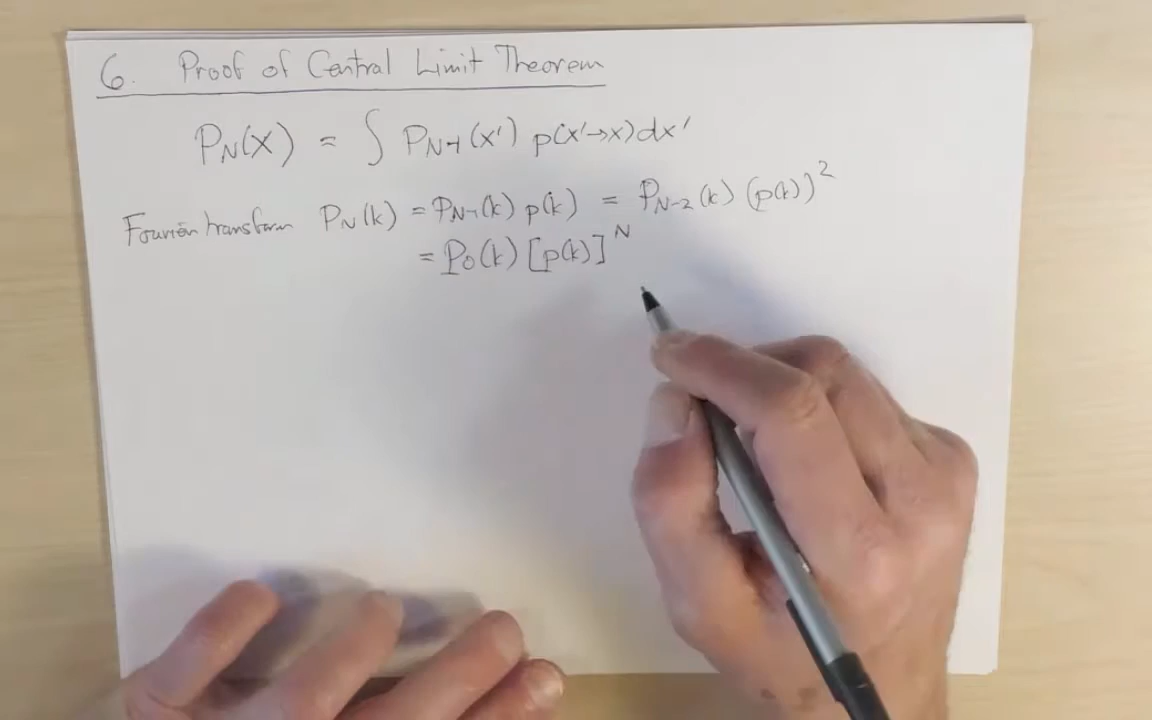 6. Proof of Central Limit Theorem
P_N(x) = ∫ P_{N-1}(x') p(x'→x) dx'
Fourier transform P_N(k) = P_{N-1}(k) p(k) = P_{N-2}(k) (p(k))^2
= P_0(k) [p(k)]^N